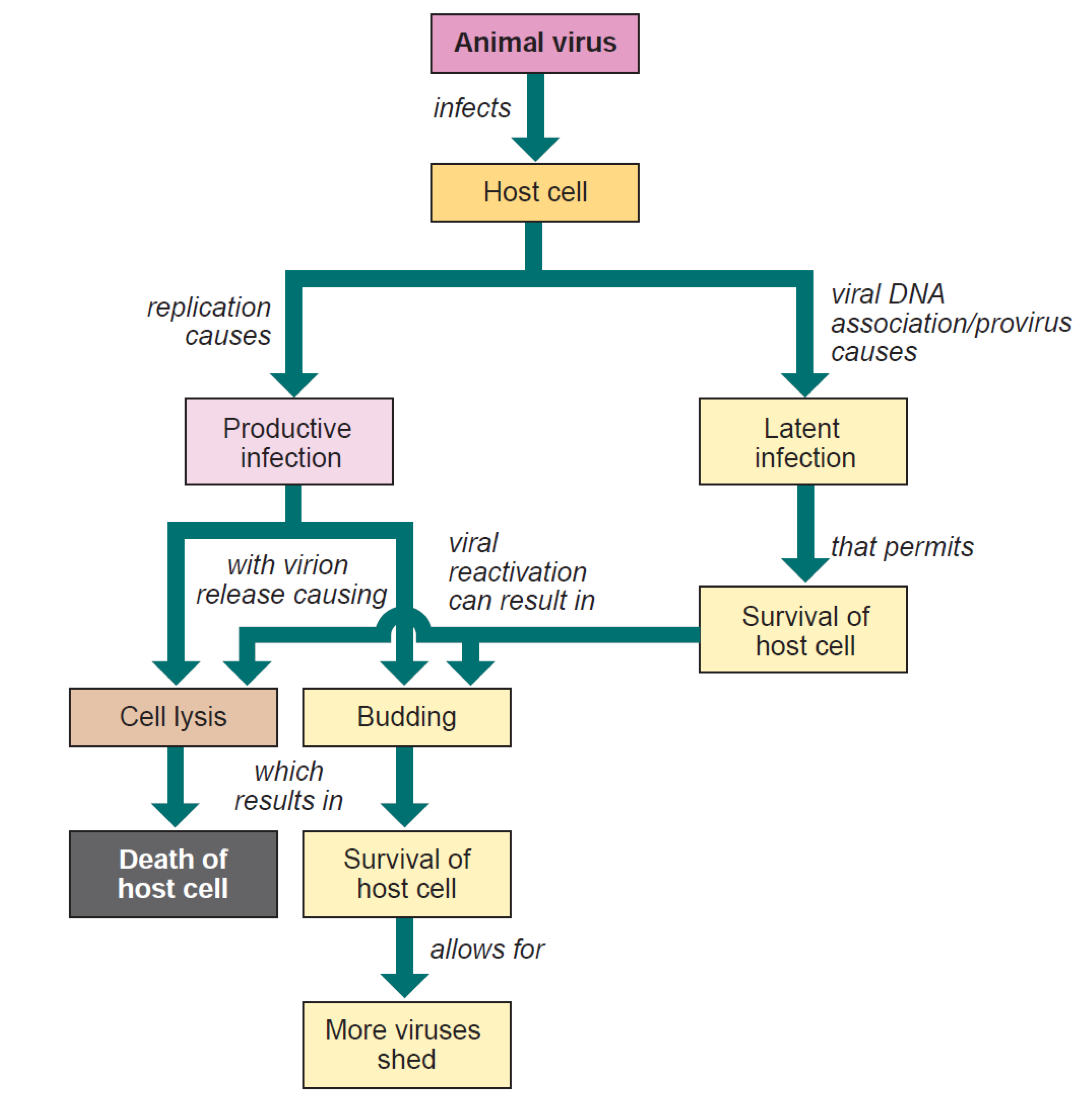 Animal virus
infects
Host cell
replication
causes
viral DNA
association/provirus
causes
Productive
infection
Latent
infection
with virion
release causing
viral
reactivation
can result in
that permits
Survival of
host cell
Cell lysis
Budding
which
results in
Death of
host cell
Survival of
host cell
allows for
More viruses
shed